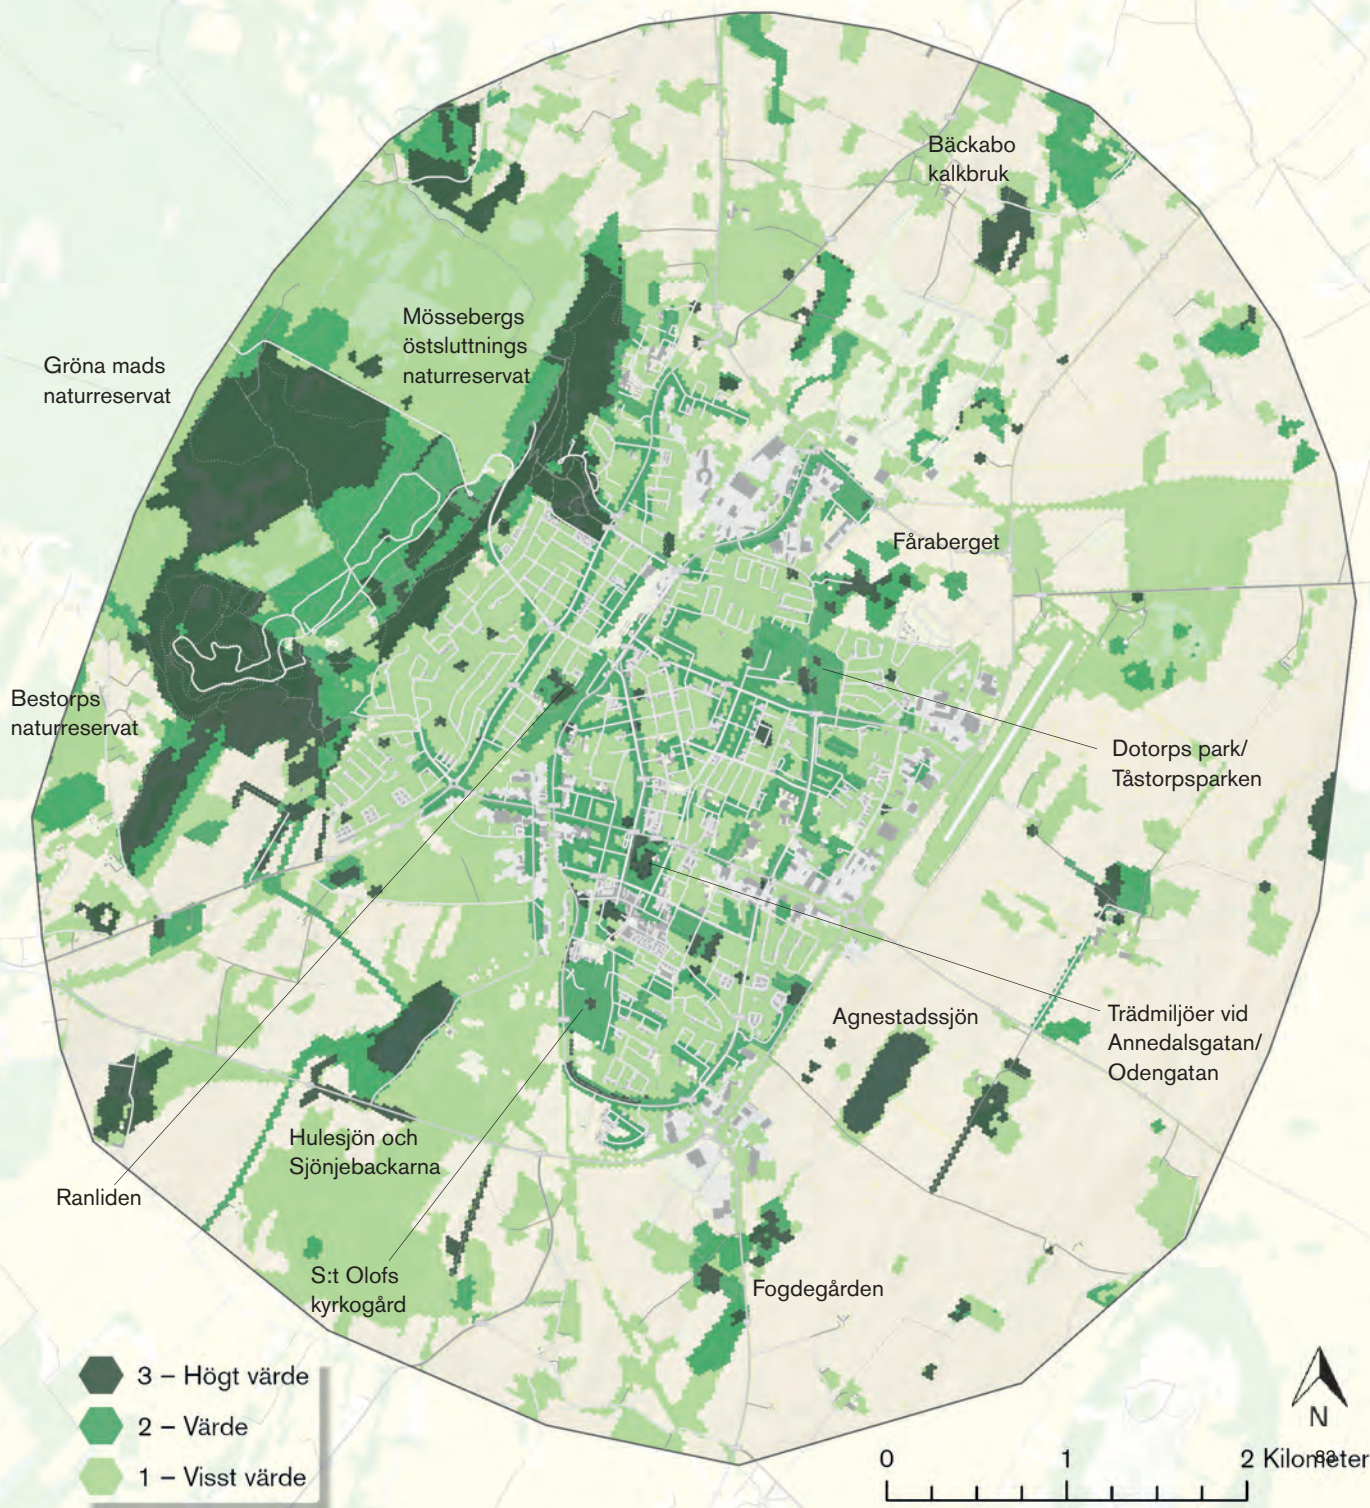 Bäckabo
kalkbruk
Mössebergs
östsluttnings
naturreservat
Gröna mads
naturreservat
Fåraberget
Bestorps
naturreservat
Dotorps park/
Tåstorpsparken
Agnestadssjön
Trädmiljöer vid
Annedalsgatan/
Odengatan
Hulesjön och
Sjönjebackarna
Ranliden
S:t Olofs
kyrkogård
Fogdegården
3 – Högt värde
2 – Värde
1 – Visst värde
N
0 1 2 Kilometer
83